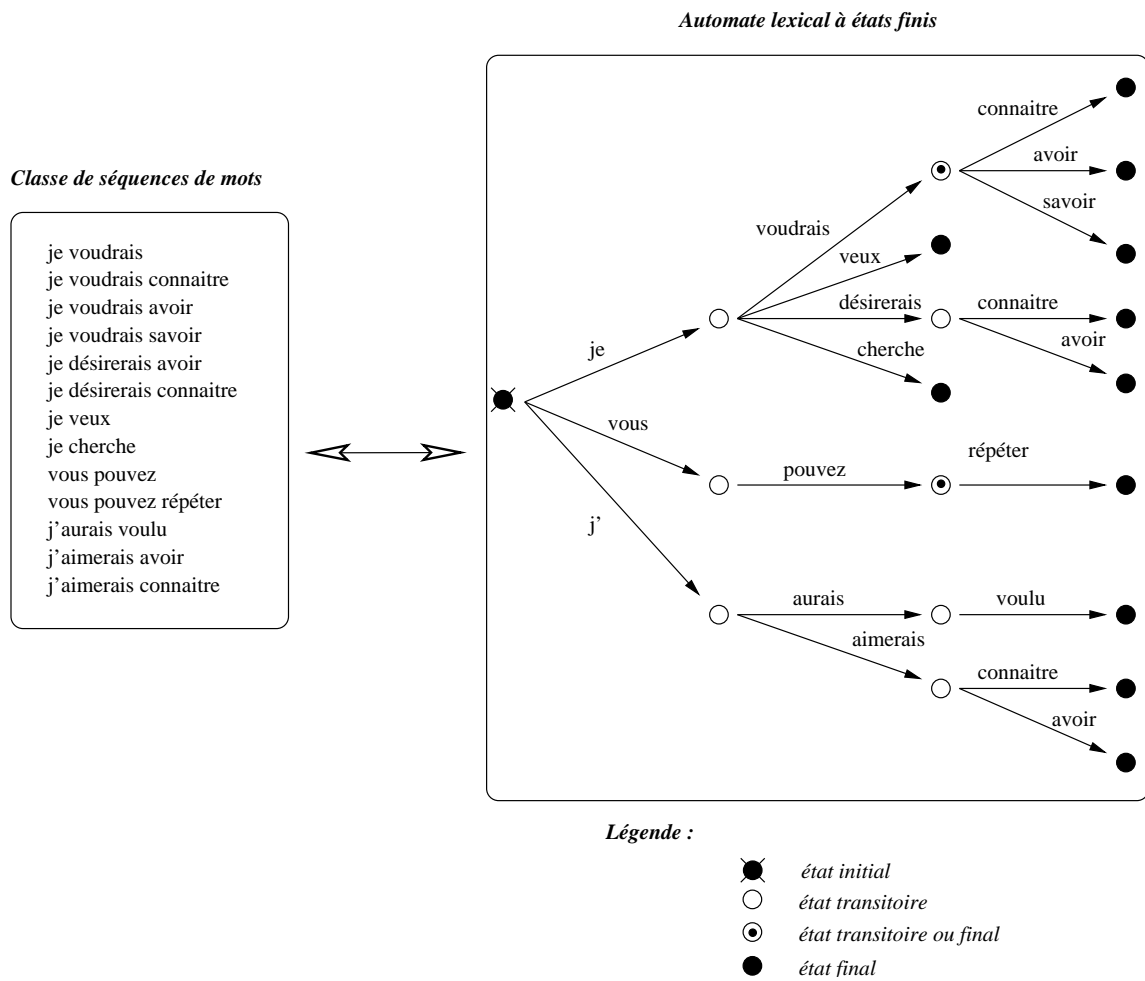 Automate lexical à états finis
Classe de séquences de mots
je voudrais
je voudrais connaitre
je voudrais avoir
je voudrais savoir
je désirerais avoir
je désirerais connaitre
je veux
je cherche
vous pouvez
vous pouvez répéter
j'aurais voulu
j'aimerais avoir
j'aimerais connaitre
connaitre
avoir
savoir
voudrais
veux
désirerais
connaitre
avoir
cherche
je
vous
pouvez
répéter
j'
aurais
voulu
aimerais
connaitre
avoir
Légende :
état initial
état transitoire
état transitoire ou final
état final